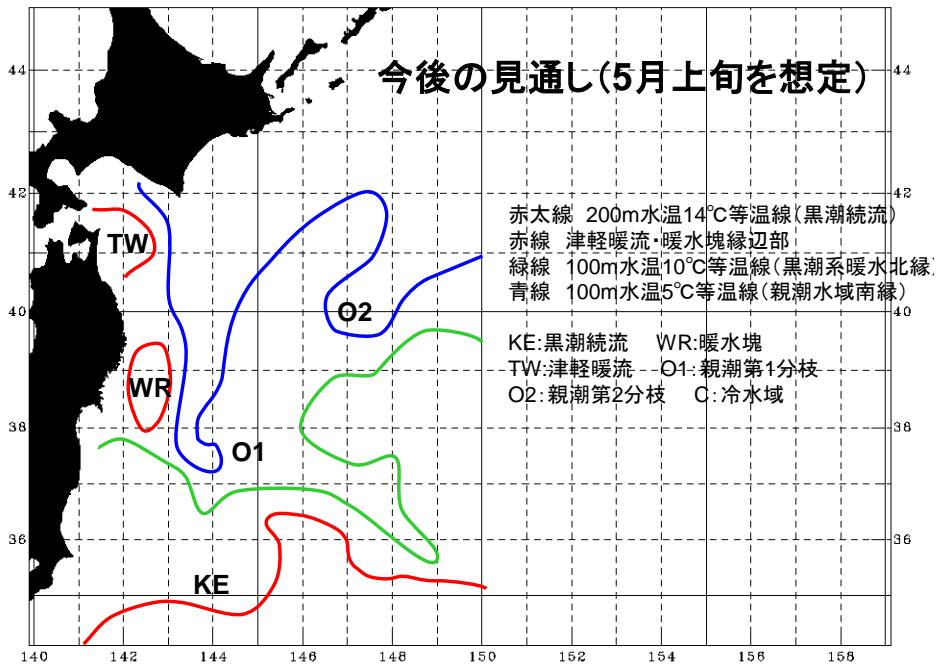 今後の見通し(5月上旬を想定)
44
44
42
42
赤太線 200m水温14℃等温線(黒潮続流)
赤線 津軽暖流・暖水塊縁辺部
緑線 100m水温10℃等温線(黒潮系暖水北縁)
青線 100m水温5℃等温線(親潮水域南縁)
TW
40
O2
40
KE:黒潮続流 WR:暖水塊
TW:津軽暖流 O1:親潮第1分枝
O2:親潮第2分枝 C:冷水域
WR
38
O1
38
36
36
KE
140 142 144 146 148 150 152 154 156 158